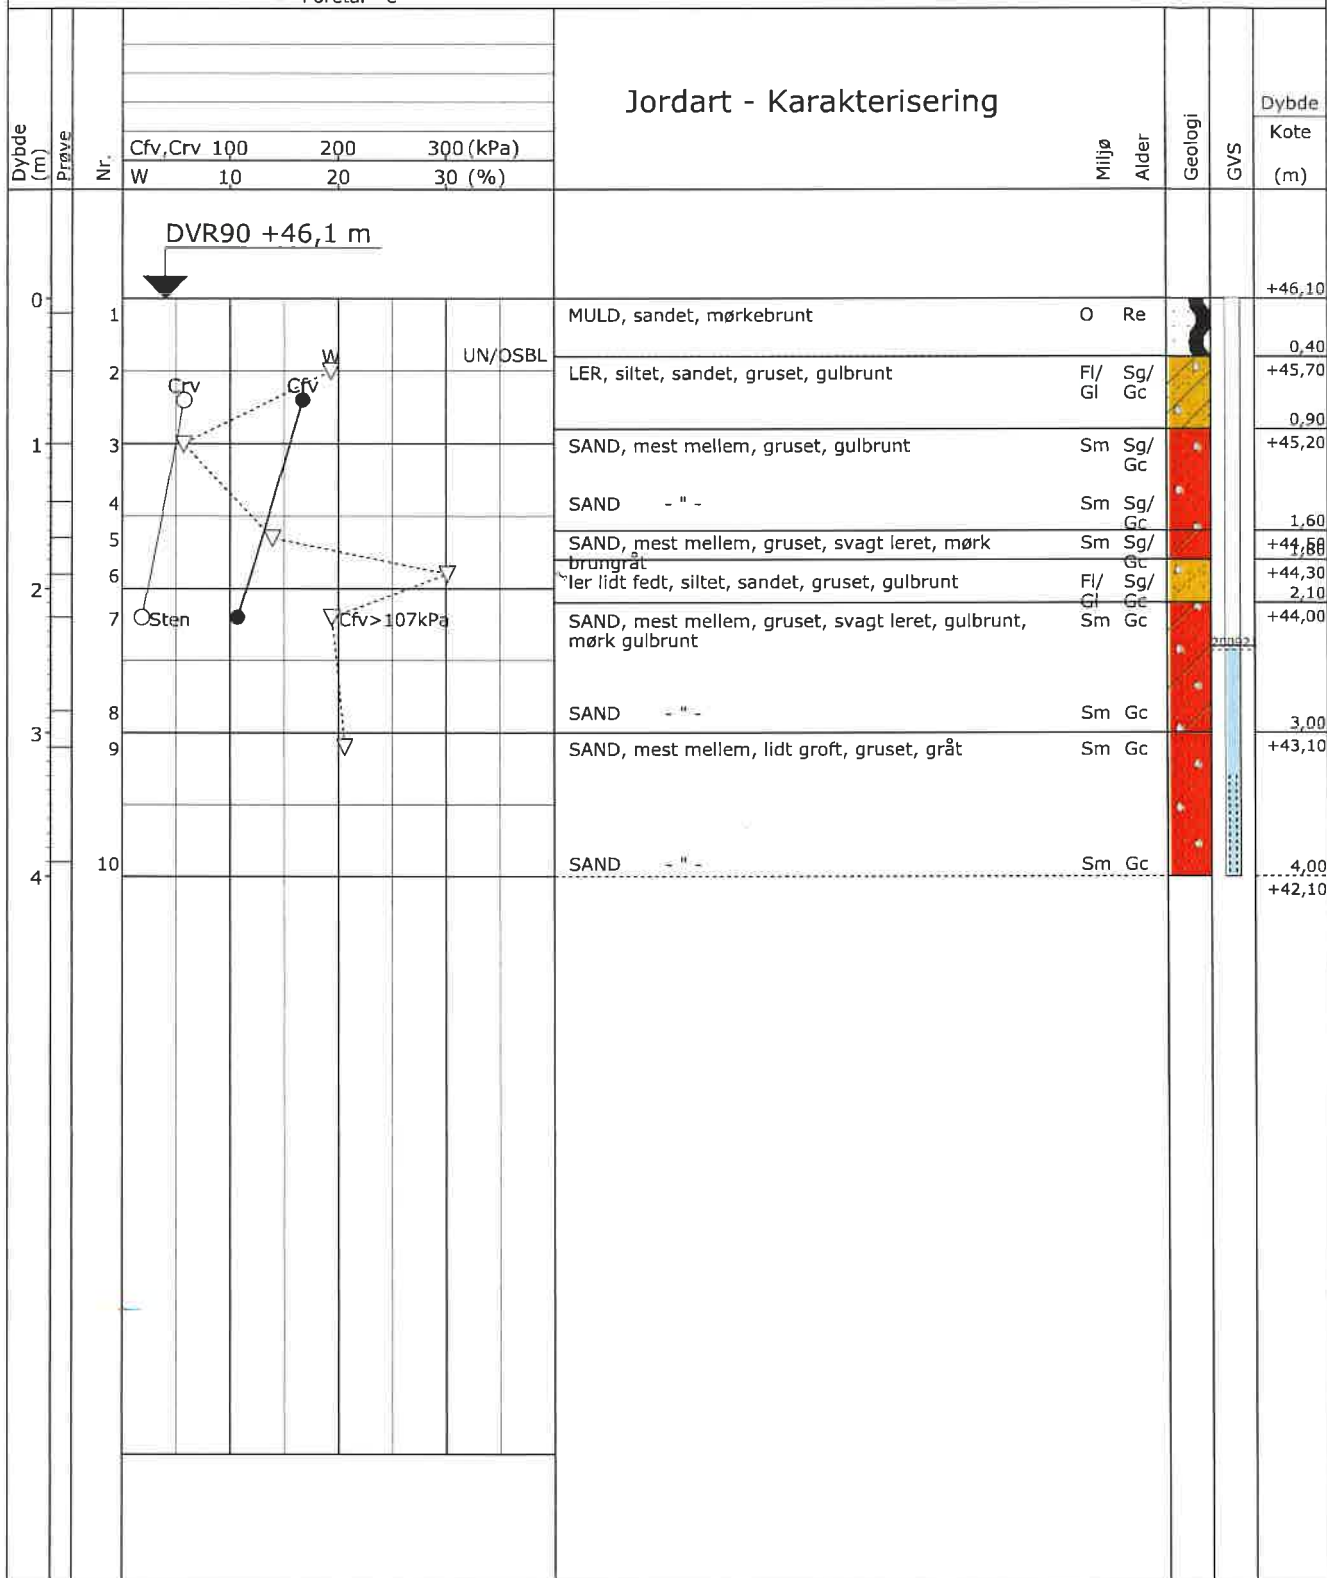 Jordart - Karakterisering
Dybde (m)
Prøve
Nr.
Cfv,Crv 100 200 300 (kPa)
W 10 20 30 (%)
Miljø
Alder
Geologi
GVS
Dybde
Kote
(m)
DVR90 +46,1 m
+46,10
0
1 MULD, sandet, mørkebrunt O Re
0,40
W UN/OSBL
+45,70
2 LER, siltet, sandet, gruset, gulbrunt Fl/ Sg/
Gl Gc
Crv Cfv
0,90
1 3 SAND, mest mellem, gruset, gulbrunt Sm Sg/ +45,20
Gc
4 SAND - " - Sm Sg/
Gc
1,60
5 SAND, mest mellem, gruset, svagt leret, mørk Sm Sg/ +44,50
brungråt Gc
1,80
6 ler lidt fedt, siltet, sandet, gruset, gulbrunt Fl/ Sg/ +44,30
Gl Gc
2 2,10
7 Sten Cfv>107kPa SAND, mest mellem, gruset, svagt leret, gulbrunt, Sm Gc +44,00
mørk gulbrunt
8 SAND - " - Sm Gc
3 3,00
9 SAND, mest mellem, lidt groft, gruset, gråt Sm Gc +43,10
10 SAND - " - Sm Gc
4 4,00
+42,10